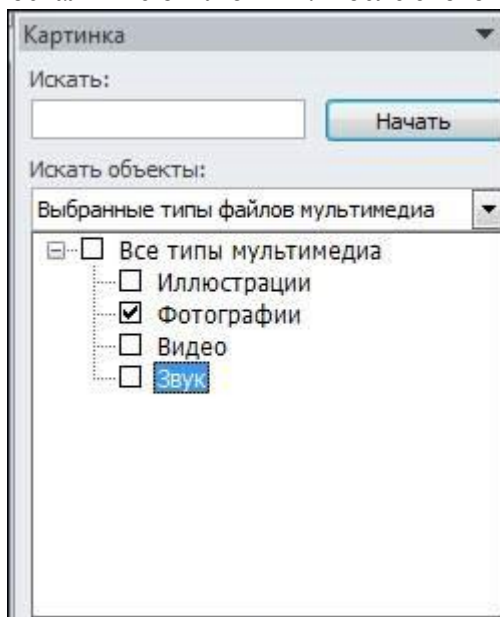 Картинка
Искать:
Начать
Искать объекты:
Выбранные типы файлов мультимедиа
Все типы мультимедиа
Иллюстрации
Фотографии
Видео
Звук